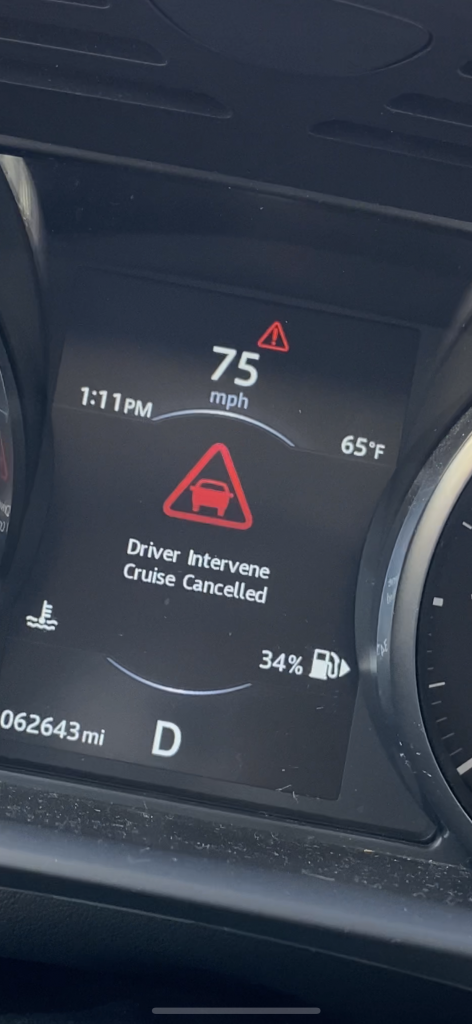 75
mph
1:11PM
65°F
Driver Intervene
Cruise Cancelled
34%
062643mi
D